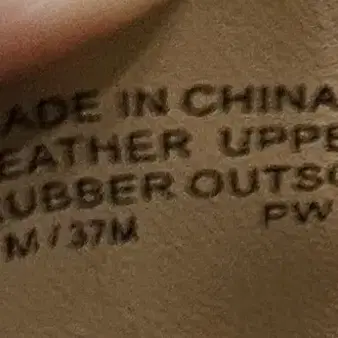 ADE IN CHINA
EATHER UPPE
UBBER OUTSO
M / 37M PW